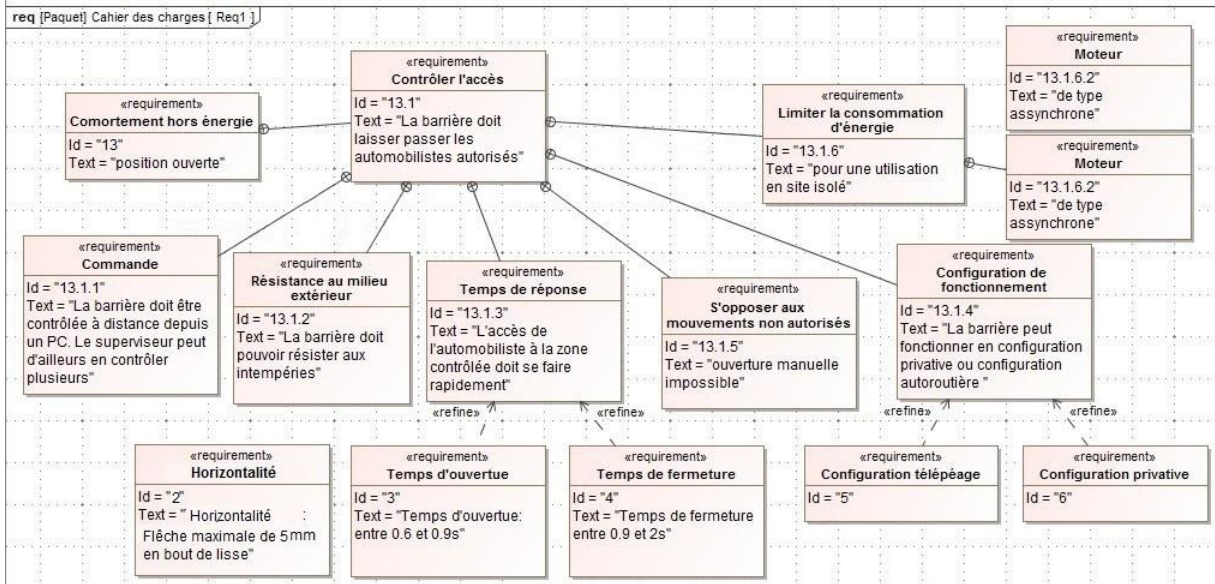 req [Paquet] Cahier des charges [ Req1 ]
«requirement»
Contrôler l'accès
Id = "13.1"
Text = "La barrière doit
laisser passer les
automobilistes autorisés"
«requirement»
Comortement hors énergie
Id = "13"
Text = "position ouverte"
«requirement»
Limiter la consommation
d'énergie
Id = "13.1.6"
Text = "pour une utilisation
en site isolé"
«requirement»
Moteur
Id = "13.1.6.2"
Text = "de type
assynchrone"
«requirement»
Moteur
Id = "13.1.6.2"
Text = "de type
assynchrone"
«requirement»
Commande
Id = "13.1.1"
Text = "La barrière doit être
contrôlée à distance depuis
un PC. Le superviseur peut
d'ailleurs en contrôler
plusieurs"
«requirement»
Résistance au milieu
extérieur
Id = "13.1.2"
Text = "La barrière doit
pouvoir résister aux
intempéries"
«requirement»
Temps de réponse
Id = "13.1.3"
Text = "L'accès de
l'automobiliste à la zone
contrôlée doit se faire
rapidement"
«requirement»
S'opposer aux
mouvements non autorisés
Id = "13.1.5"
Text = "ouverture manuelle
impossible"
«requirement»
Configuration de
fonctionnement
Id = "13.1.4"
Text = "La barrière peut
fonctionner en configuration
privative ou configuration
autoroutière "
«refine»
«refine»
«refine»
«refine»
«requirement»
Horizontalité
Id = "2"
Text = " Horizontalité :
Flêche maximale de 5mm
en bout de lisse"
«requirement»
Temps d'ouvertue
Id = "3"
Text = "Temps d'ouvertue:
entre 0.6 et 0.9s"
«requirement»
Temps de fermeture
Id = "4"
Text = "Temps de fermeture
entre 0.9 et 2s"
«requirement»
Configuration télépéage
Id = "5"
«requirement»
Configuration privative
Id = "6"